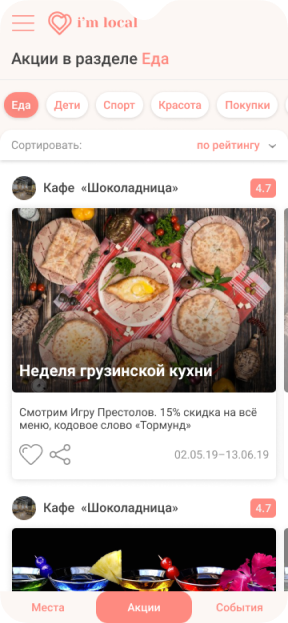 i'm local
Акции в разделе Еда
Еда Дети Спорт Красота Покупки
Сортировать: по рейтингу
Кафе «Шоколадница» 4.7
Неделя грузинской кухни
Смотрим Игру Престолов. 15% скидка на всё
меню, кодовое слово «Тормунд»
02.05.19–13.06.19
Кафе «Шоколадница» 4.7
Места Акции События